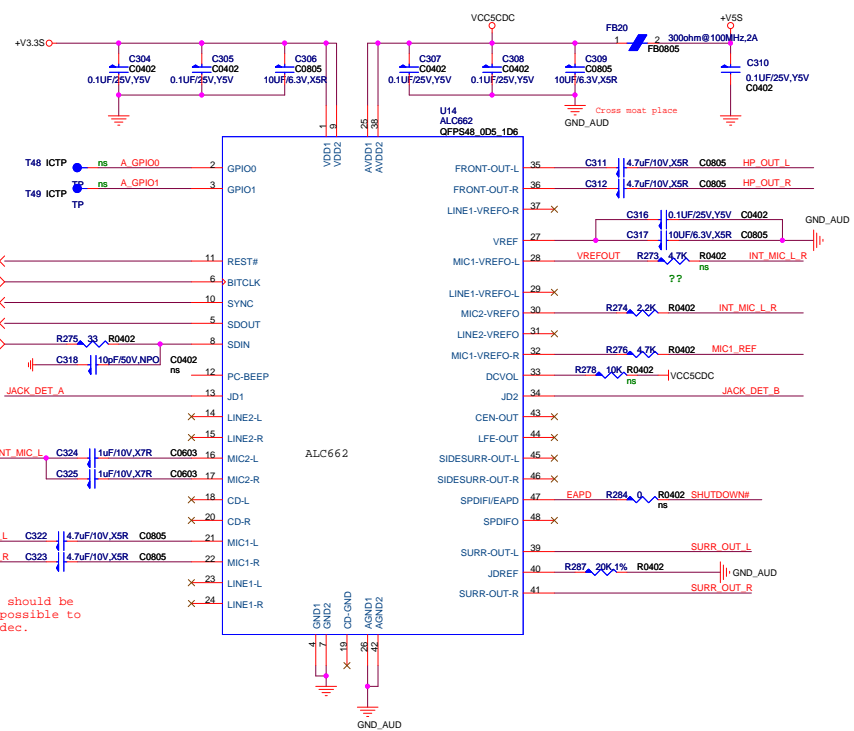 VCC5CDC
+V5S
FB20
1
2
300ohm@100MHz,2A
FB0805
+V3.3S
C304
C0402
0.1UF/25V,Y5V
C305
C0402
0.1UF/25V,Y5V
C306
C0805
10UF/6.3V,X5R
C307
C0402
0.1UF/25V,Y5V
C308
C0402
0.1UF/25V,Y5V
C309
C0805
10UF/6.3V,X5R
C310
0.1UF/25V,Y5V
C0402
Cross moat place
GND_AUD
U14
ALC662
QFPS48_0D5_1D6
1
9
25
38
VDD1
VDD2
AVDD1
AVDD2
T48 ICTP
TP
ns
A_GPIO0
2
GPIO0
T49 ICTP
TP
ns
A_GPIO1
3
GPIO1
11
REST#
6
BITCLK
10
SYNC
5
SDOUT
R275
33
R0402
8
SDIN
C318
10pF/50V,NPO
C0402
ns
12
PC-BEEP
JACK_DET_A
13
JD1
14
LINE2-L
15
LINE2-R
NT_MIC_L
C324
1uF/10V,X7R
C0603
16
MIC2-L
C325
1uF/10V,X7R
C0603
17
MIC2-R
18
CD-L
20
CD-R
L
C322
4.7uF/10V,X5R
C0805
21
MIC1-L
R
C323
4.7uF/10V,X5R
C0805
22
MIC1-R
23
LINE1-L
24
LINE1-R
should be
possible to
dec.
ALC662
FRONT-OUT-L
35
C311
4.7uF/10V,X5R
C0805
HP_OUT_L
FRONT-OUT-R
36
C312
4.7uF/10V,X5R
C0805
HP_OUT_R
LINE1-VREFO-R
37
C316
0.1UF/25V,Y5V
C0402
GND_AUD
VREF
27
C317
10UF/6.3V,X5R
C0805
MIC1-VREFO-L
28
VREFOUT
R273
4.7K
R0402
ns
INT_MIC_L_R
??
LINE1-VREFO-L
29
MIC2-VREFO
30
R274
2.2K
R0402
INT_MIC_L_R
LINE2-VREFO
31
MIC1-VREFO-R
32
R276
4.7K
R0402
MIC1_REF
DCVOL
33
R278
10K
R0402
ns
VCC5CDC
JD2
34
JACK_DET_B
CEN-OUT
43
LFE-OUT
44
SIDESURR-OUT-L
45
SIDESURR-OUT-R
46
SPDIFI/EAPD
47
EAPD
R284
0
R0402
ns
SHUTDOWN#
SPDIFO
48
SURR-OUT-L
39
SURR_OUT_L
JDREF
40
R287
20K,1%
R0402
GND_AUD
SURR-OUT-R
41
SURR_OUT_R
GND1
GND2
CD-GND
AGND1
AGND2
4
7
19
26
42
GND_AUD